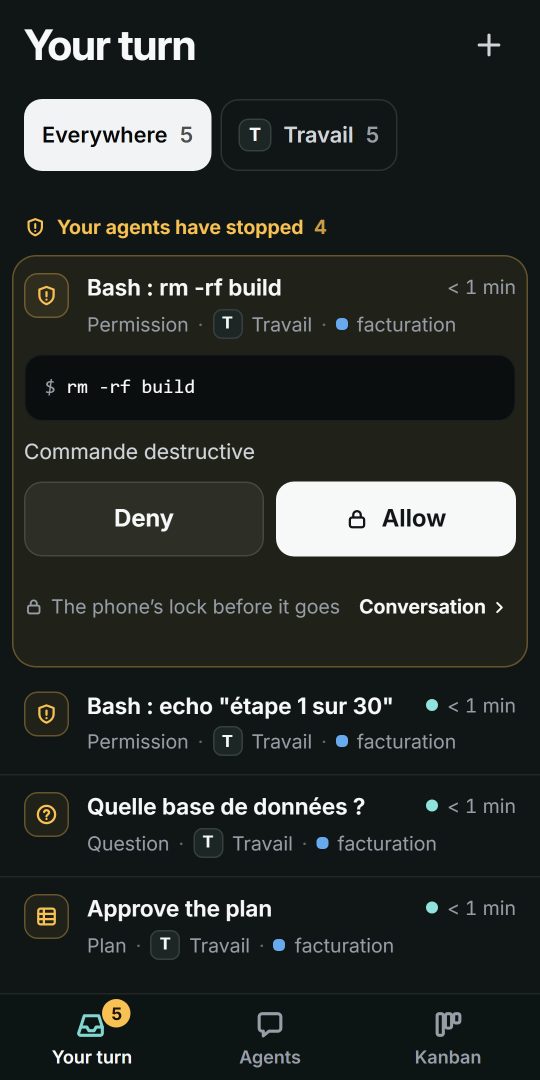 Your turn
Everywhere 5
T Travail 5
Your agents have stopped 4
Bash : rm -rf build < 1 min
Permission · T Travail · facturation
$ rm -rf build
Commande destructive
Deny
Allow
The phone’s lock before it goes
Conversation
Bash : echo "étape 1 sur 30" < 1 min
Permission · T Travail · facturation
Quelle base de données ? < 1 min
Question · T Travail · facturation
Approve the plan < 1 min
Plan · T Travail · facturation
5
Your turn
Agents
Kanban